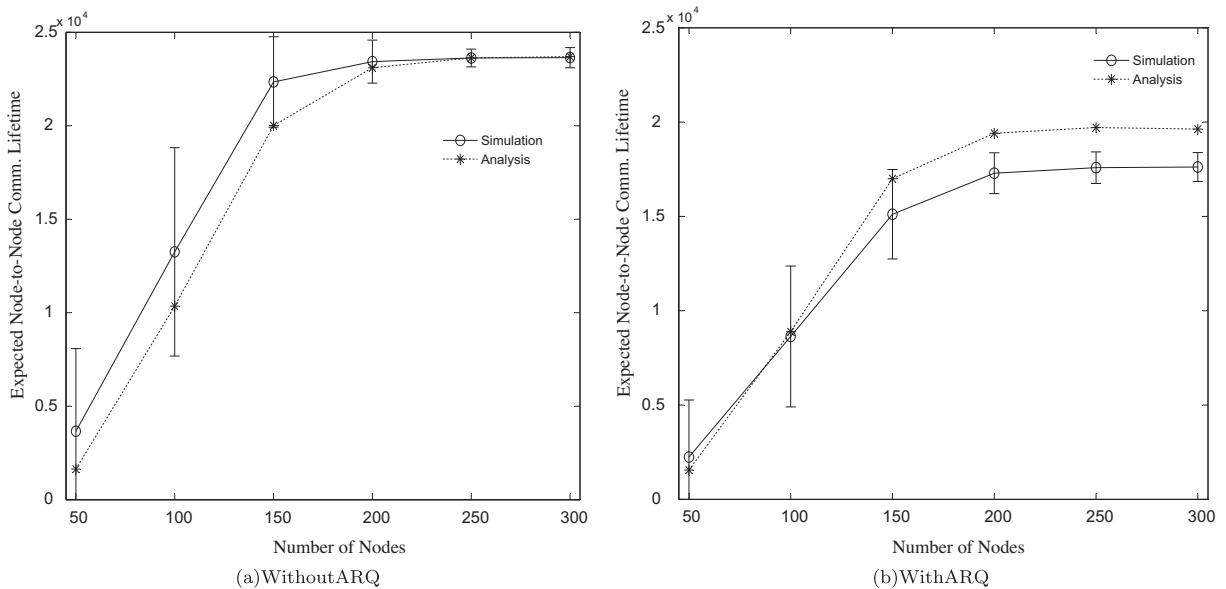 x 10^4
2.5
2
1.5
1
0.5
0
50 100 150 200 250 300
Expected Node-to-Node Comm. Lifetime
Number of Nodes
Simulation
Analysis
(a)WithoutARQ
x 10^4
2.5
2
1.5
1
0.5
0
50 100 150 200 250 300
Expected Node-to-Node Comm. Lifetime
Number of Nodes
Simulation
Analysis
(b)WithARQ